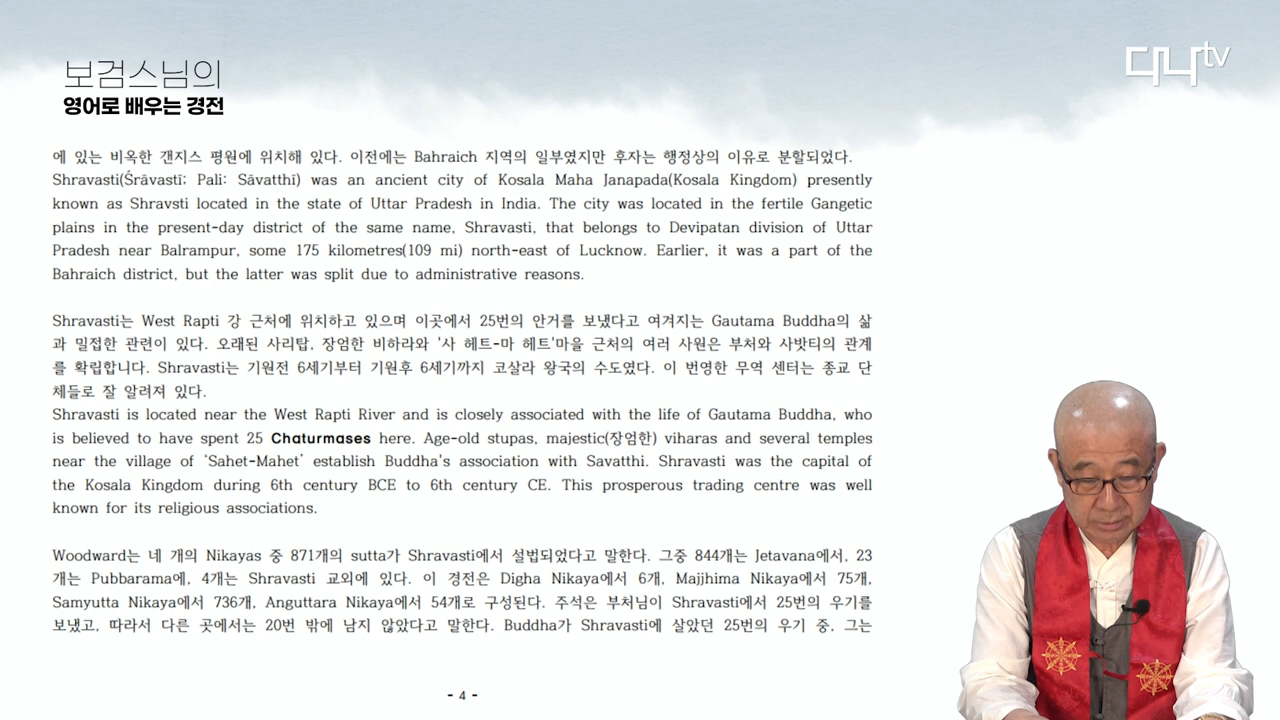 보검스님의
영어로 배우는 경전
다나tv
에 있는 비옥한 갠지스 평원에 위치해 있다. 이전에는 Bahraich 지역의 일부였지만 후자는 행정상의 이유로 분할되었다.
Shravasti(Śrāvastī; Pali: Sāvatthī) was an ancient city of Kosala Maha Janapada(Kosala Kingdom) presently
known as Shravsti located in the state of Uttar Pradesh in India. The city was located in the fertile Gangetic
plains in the present-day district of the same name, Shravasti, that belongs to Devipatan division of Uttar
Pradesh near Balrampur, some 175 kilometres(109 mi) north-east of Lucknow. Earlier, it was a part of the
Bahraich district, but the latter was split due to administrative reasons.
Shravasti는 West Rapti 강 근처에 위치하고 있으며 이곳에서 25번의 안거를 보냈다고 여겨지는 Gautama Buddha의 삶
과 밀접한 관련이 있다. 오래된 사리탑, 장엄한 비하라와 '사 헤트-마 헤트'마을 근처의 여러 사원은 부처와 사밧티의 관계
를 확립합니다. Shravasti는 기원전 6세기부터 기원후 6세기까지 코살라 왕국의 수도였다. 이 번영한 무역 센터는 종교 단
체들로 잘 알려져 있다.
Shravasti is located near the West Rapti River and is closely associated with the life of Gautama Buddha, who
is believed to have spent 25 Chaturmases here. Age-old stupas, majestic(장엄한) viharas and several temples
near the village of ‘Sahet-Mahet’ establish Buddha's association with Savatthi. Shravasti was the capital of
the Kosala Kingdom during 6th century BCE to 6th century CE. This prosperous trading centre was well
known for its religious associations.
Woodward는 네 개의 Nikayas 중 871개의 sutta가 Shravasti에서 설법되었다고 말한다. 그중 844개는 Jetavana에서, 23
개는 Pubbarama에, 4개는 Shravasti 교외에 있다. 이 경전은 Digha Nikaya에서 6개, Majjhima Nikaya에서 75개,
Samyutta Nikaya에서 736개, Anguttara Nikaya에서 54개로 구성된다. 주석은 부처님이 Shravasti에서 25번의 우기를
보냈고, 따라서 다른 곳에서는 20번 밖에 남지 않았다고 말한다. Buddha가 Shravasti에 살았던 25번의 우기 중, 그는
- 4 -